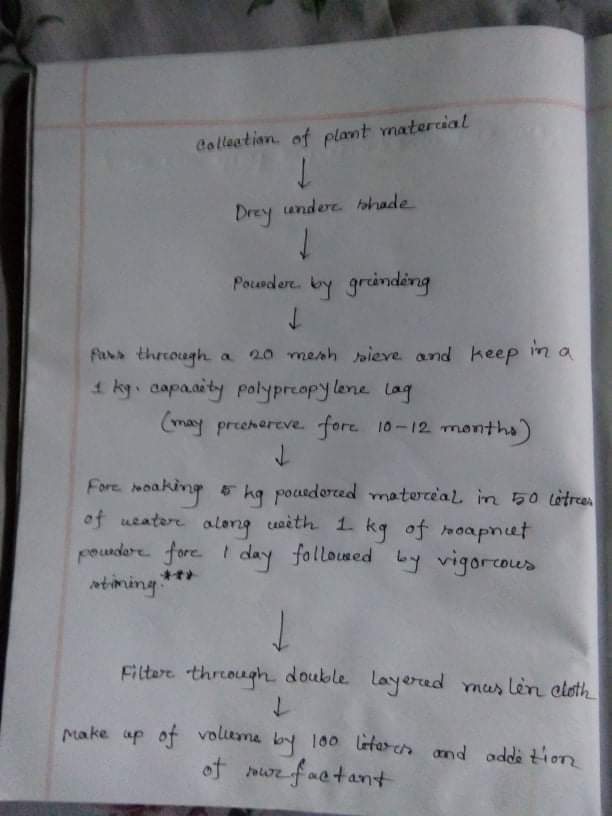 Collection of plant material
↓
Dry under shade
↓
Powder by grinding
↓
Pass through a 20 mesh sieve and keep in a
1 kg. capacity polypropylene lag
(may preserve for 10-12 months)
↓
For soaking 5 kg powdered material in 50 litres
of water along with 1 kg of soapnut
powder for 1 day followed by vigorous
stirring.***
↓
Filter through double layered muslin cloth
↓
Make up of volume by 100 liters and addition
of surfactant